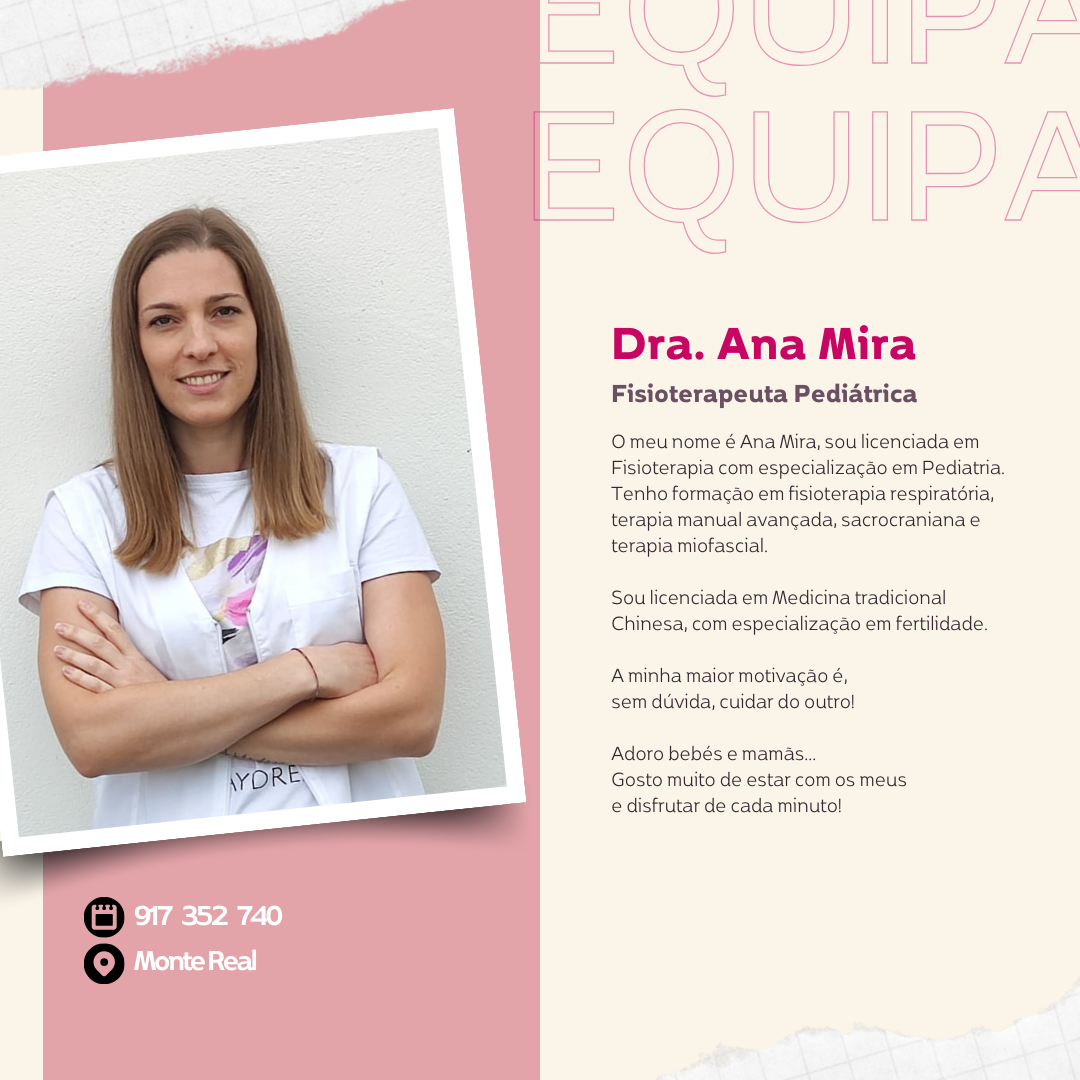 EQUIPA
EQUIPA
Dra. Ana Mira
Fisioterapeuta Pediátrica
O meu nome é Ana Mira, sou licenciada em
Fisioterapia com especialização em Pediatria.
Tenho formação em fisioterapia respiratória,
terapia manual avançada, sacrocraniana e
terapia miofascial.
Sou licenciada em Medicina tradicional
Chinesa, com especialização em fertilidade.
A minha maior motivação é,
sem dúvida, cuidar do outro!
Adoro bebés e mamãs...
Gosto muito de estar com os meus
e disfrutar de cada minuto!
917 352 740
Monte Real